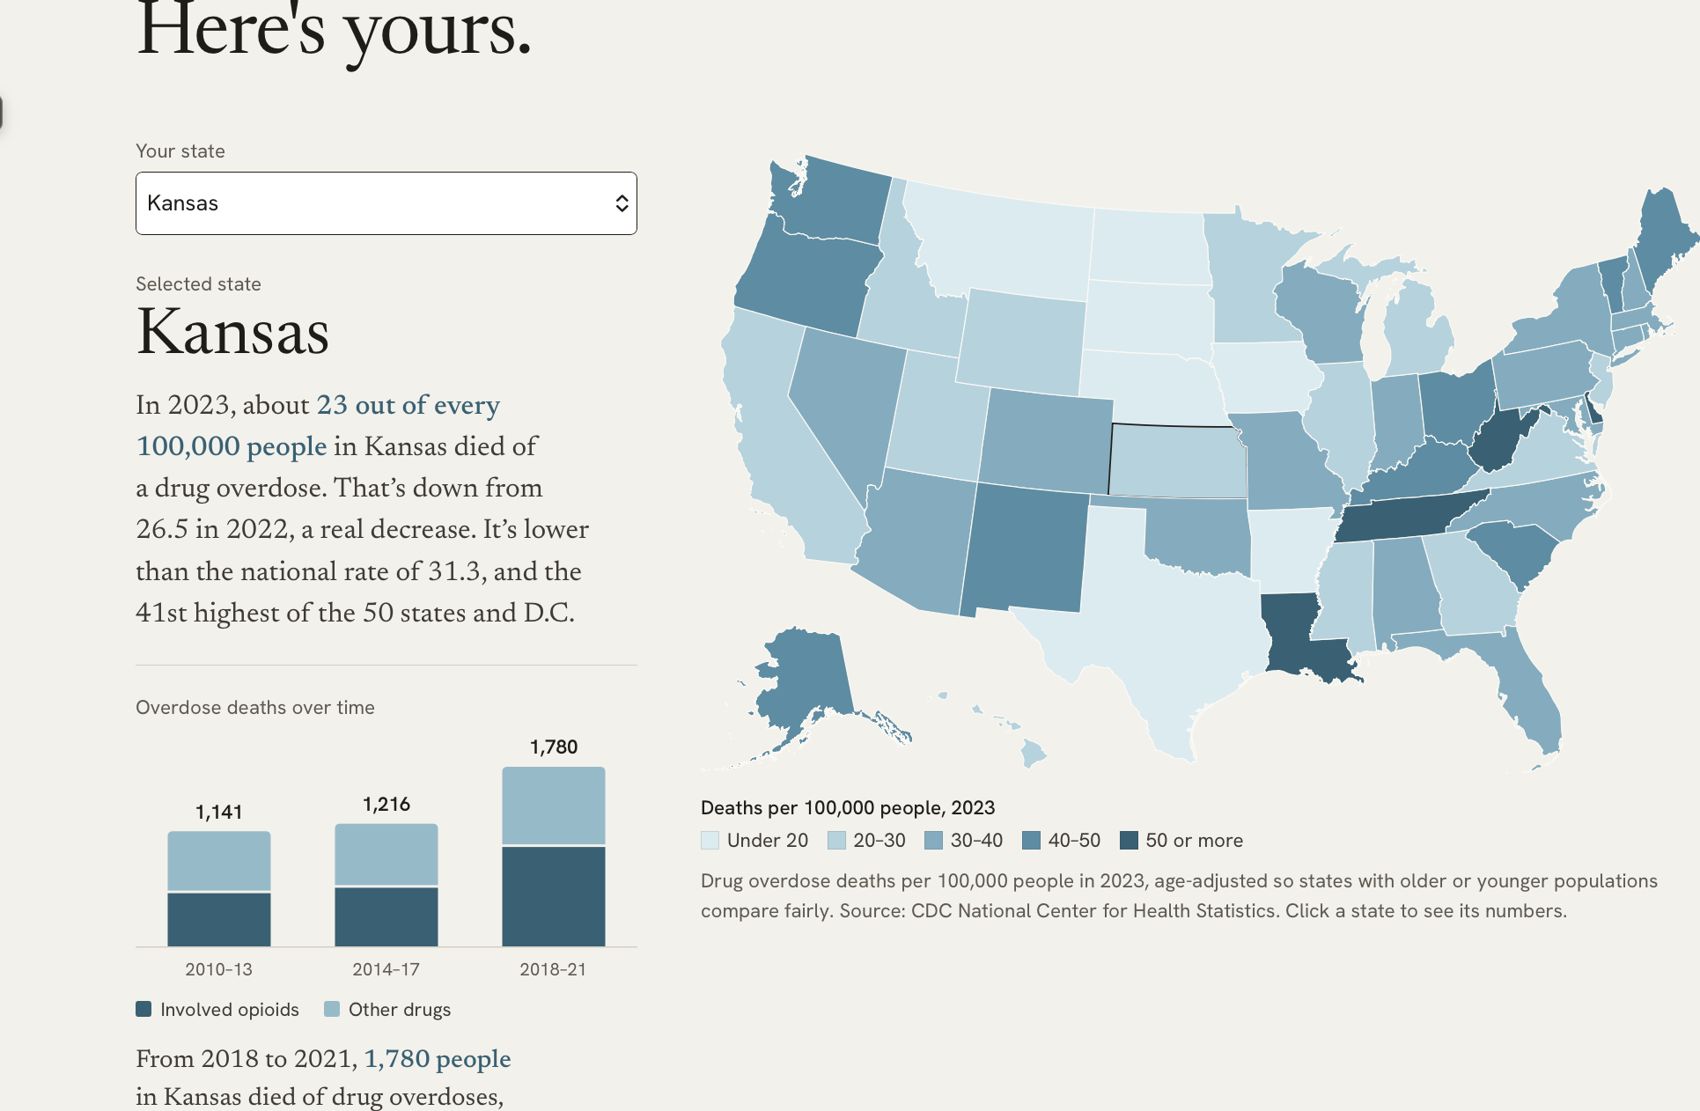 Here's yours.
Your state
Kansas
Selected state
Kansas
In 2023, about 23 out of every
100,000 people in Kansas died of
a drug overdose. That’s down from
26.5 in 2022, a real decrease. It’s lower
than the national rate of 31.3, and the
41st highest of the 50 states and D.C.
Overdose deaths over time
1,141
1,216
1,780
2010–13
2014–17
2018–21
Involved opioids
Other drugs
From 2018 to 2021, 1,780 people
in Kansas died of drug overdoses,
Deaths per 100,000 people, 2023
Under 20
20–30
30–40
40–50
50 or more
Drug overdose deaths per 100,000 people in 2023, age-adjusted so states with older or younger populations
compare fairly. Source: CDC National Center for Health Statistics. Click a state to see its numbers.